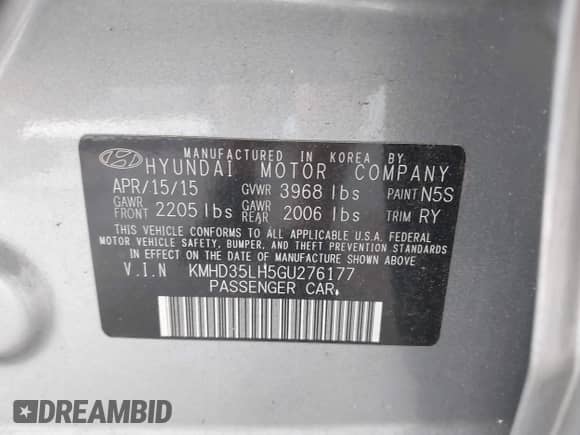 MANUFACTURED IN KOREA BY
HYUNDAI MOTOR COMPANY
APR/15/15 GVWR 3968 lbs PAINT N5S
GAWR FRONT 2205 lbs GAWR REAR 2006 lbs TRIM RY
THIS VEHICLE CONFORMS TO ALL APPLICABLE U.S.A. FEDERAL
MOTOR VEHICLE SAFETY, BUMPER, AND THEFT PREVENTION STANDARDS
IN EFFECT ON THE DATE OF MANUFACTURE SHOWN ABOVE.
V.I.N KMHD35LH5GU276177
PASSENGER CAR
DREAMBID